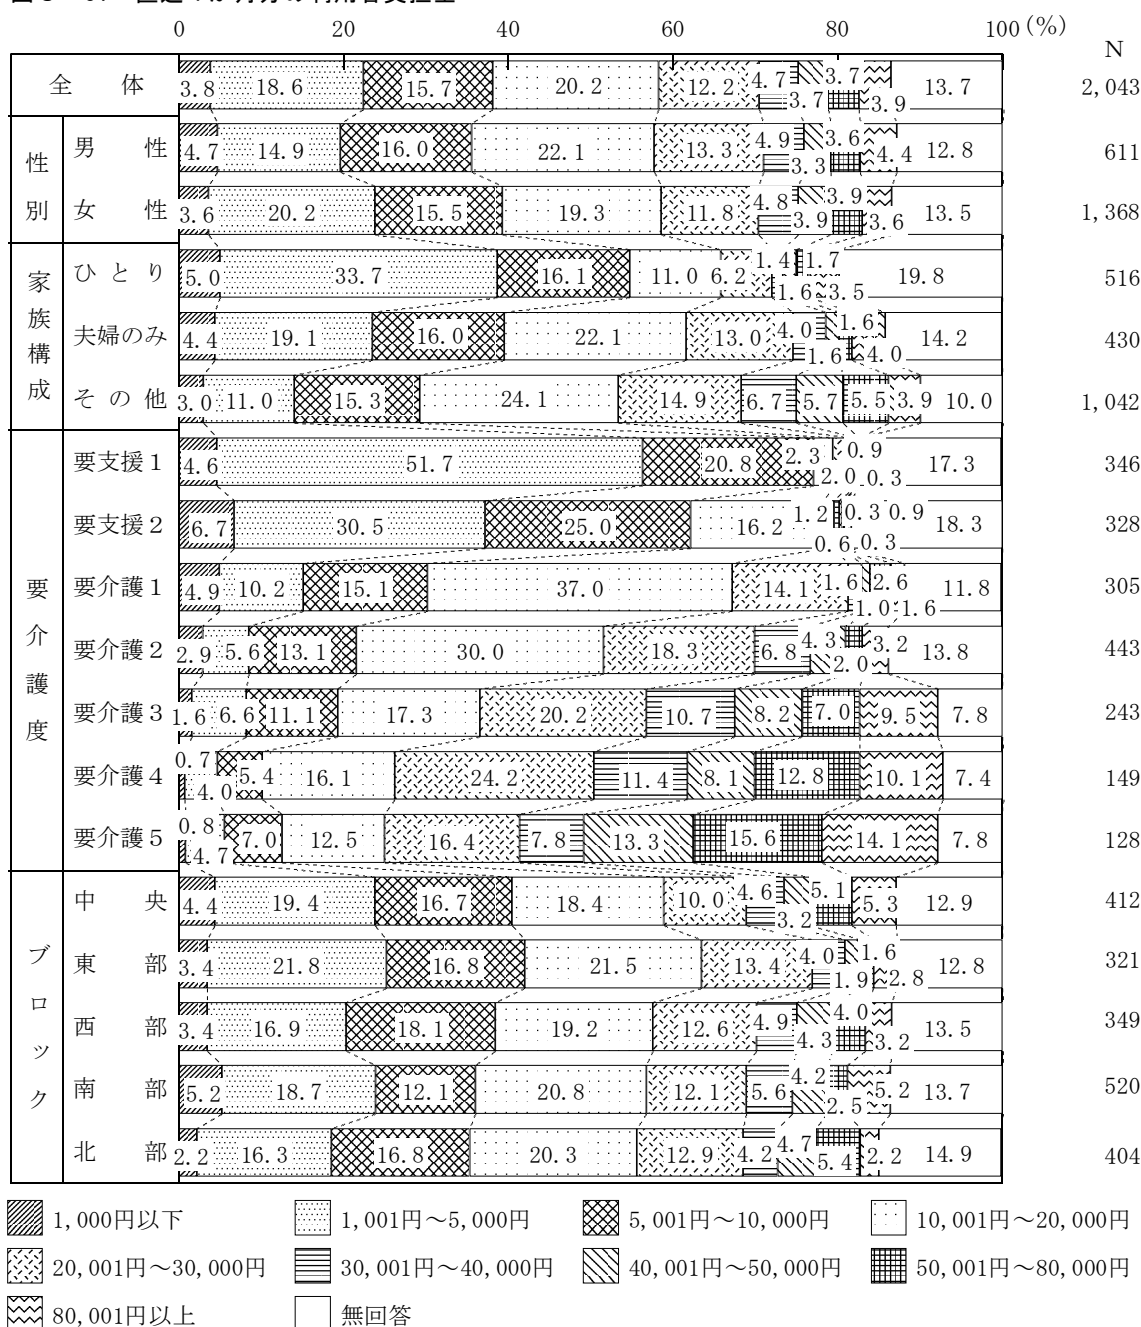 0 20 40 60 80 100 (%)
N
全体 3.8 18.6 15.7 20.2 12.2 4.7 3.7 3.7 3.9 13.7 2,043
性別
男性 4.7 14.9 16.0 22.1 13.3 4.9 3.3 3.6 4.4 12.8 611
女性 3.6 20.2 15.5 19.3 11.8 4.8 3.9 3.9 3.6 13.5 1,368
家族構成
ひとり 5.0 33.7 16.1 11.0 6.2 1.4 1.6 1.7 3.5 19.8 516
夫婦のみ 4.4 19.1 16.0 22.1 13.0 4.0 1.6 1.6 4.0 14.2 430
その他 3.0 11.0 15.3 24.1 14.9 6.7 5.7 5.5 3.9 10.0 1,042
要介護度
要支援1 4.6 51.7 20.8 2.3 2.0 0.9 0.3 17.3 346
要支援2 6.7 30.5 25.0 16.2 1.2 0.6 0.3 0.3 0.9 18.3 328
要介護1 4.9 10.2 15.1 37.0 14.1 1.6 1.0 2.6 1.6 11.8 305
要介護2 2.9 5.6 13.1 30.0 18.3 6.8 4.3 2.0 3.2 13.8 443
要介護3 1.6 6.6 11.1 17.3 20.2 10.7 8.2 7.0 9.5 7.8 243
要介護4 0.7 4.0 5.4 16.1 24.2 11.4 8.1 12.8 10.1 7.4 149
要介護5 0.8 4.7 7.0 12.5 16.4 7.8 13.3 15.6 14.1 7.8 128
ブロック
中央 4.4 19.4 16.7 18.4 10.0 4.6 3.2 5.1 5.3 12.9 412
東部 3.4 21.8 16.8 21.5 13.4 4.0 1.9 1.6 2.8 12.8 321
西部 3.4 16.9 18.1 19.2 12.6 4.9 4.3 4.0 3.2 13.5 349
南部 5.2 18.7 12.1 20.8 12.1 5.6 4.2 2.5 5.2 13.7 520
北部 2.2 16.3 16.8 20.3 12.9 4.2 4.7 5.4 2.2 14.9 404
1,000円以下 1,001円～5,000円 5,001円～10,000円 10,001円～20,000円
20,001円～30,000円 30,001円～40,000円 40,001円～50,000円 50,001円～80,000円
80,001円以上 無回答